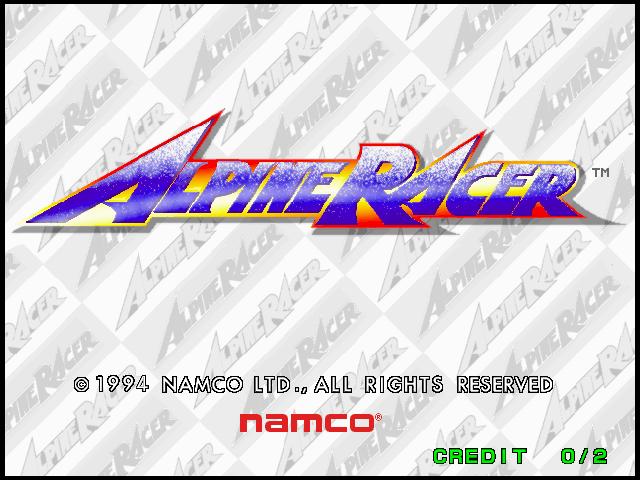 ALPINE RACER™
© 1994 NAMCO LTD., ALL RIGHTS RESERVED
namco®
CREDIT 0/2